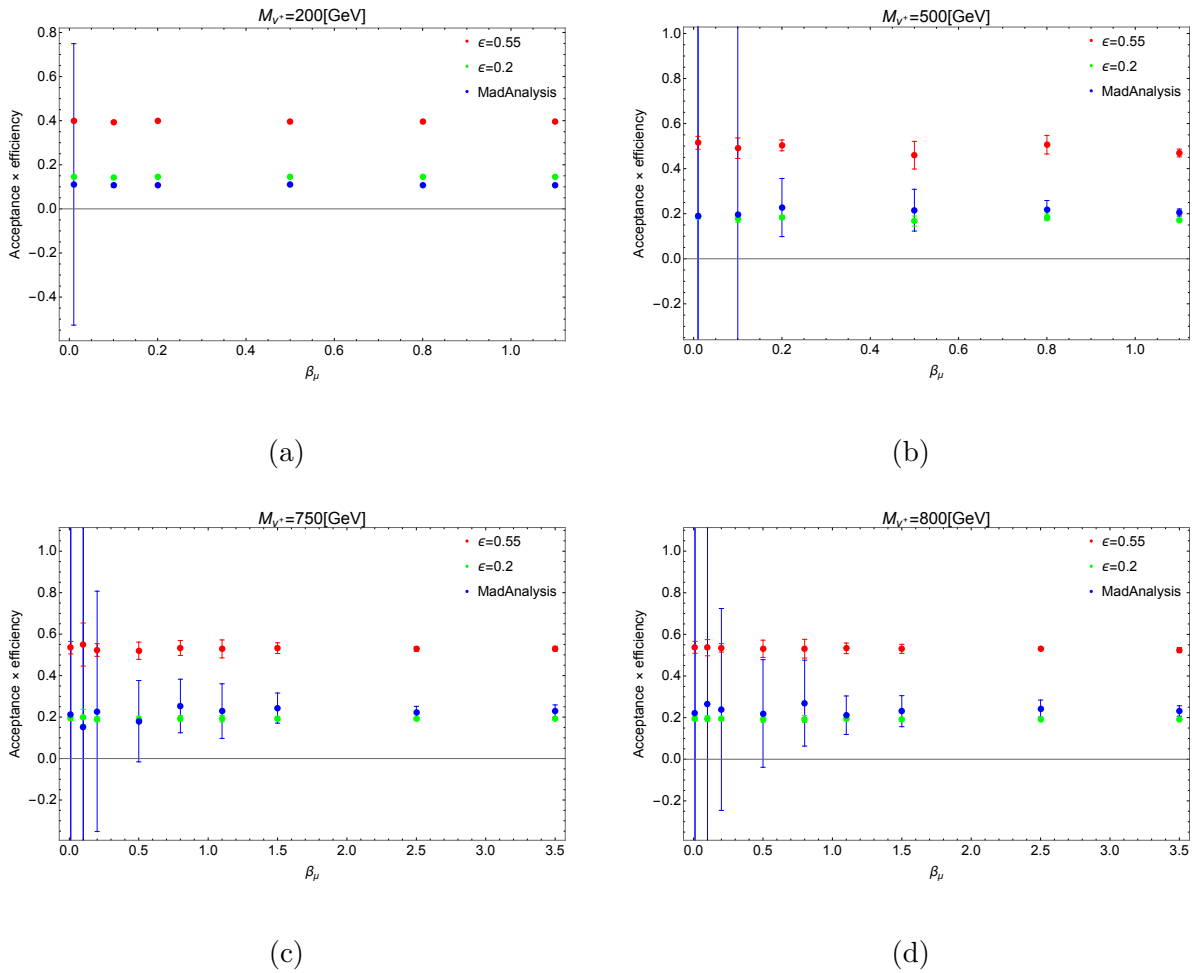 M_V⁺=200[GeV]
Acceptance × efficiency
0.8
0.6
0.4
0.2
0.0
−0.2
−0.4
ϵ=0.55
ϵ=0.2
MadAnalysis
0.0 0.2 0.4 0.6 0.8 1.0
β_μ
(a)
M_V⁺=500[GeV]
Acceptance × efficiency
1.0
0.8
0.6
0.4
0.2
0.0
−0.2
ϵ=0.55
ϵ=0.2
MadAnalysis
0.0 0.2 0.4 0.6 0.8 1.0
β_μ
(b)
M_V⁺=750[GeV]
Acceptance × efficiency
1.0
0.8
0.6
0.4
0.2
0.0
−0.2
ϵ=0.55
ϵ=0.2
MadAnalysis
0.0 0.5 1.0 1.5 2.0 2.5 3.0 3.5
β_μ
(c)
M_V⁺=800[GeV]
Acceptance × efficiency
1.0
0.8
0.6
0.4
0.2
0.0
−0.2
ϵ=0.55
ϵ=0.2
MadAnalysis
0.0 0.5 1.0 1.5 2.0 2.5 3.0 3.5
β_μ
(d)